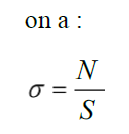 on a :
σ = N / S